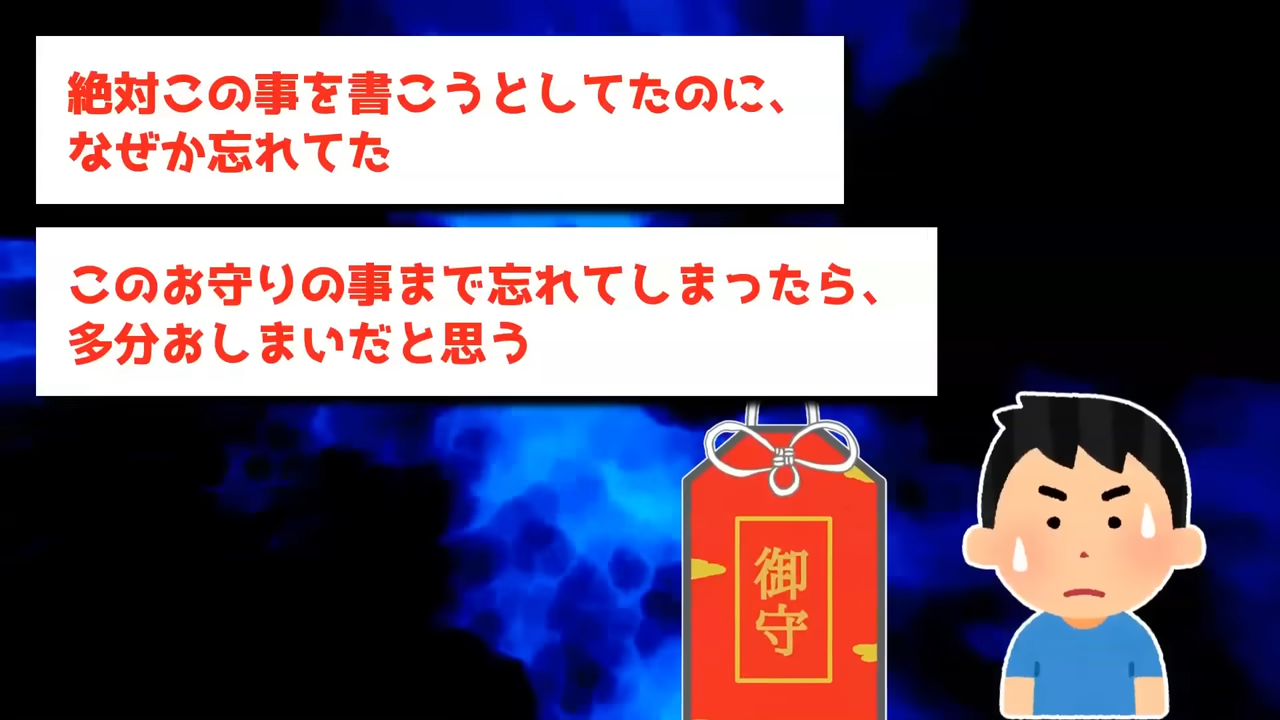 絶対この事を書こうとしてたのに、
なぜか忘れてた
このお守りの事まで忘れてしまったら、
多分おしまいだと思う
御守